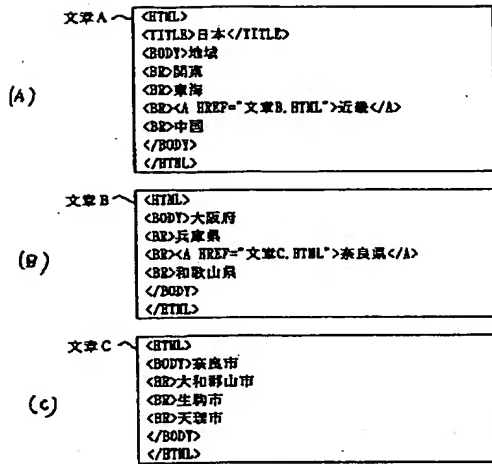 文章A
<HTML>
<TITLE>日本</TITLE>
<BODY>地域
<BR>関東
<BR>東海
(A)
<BR><A HREF="文章B.HTML">近畿</A>
<BR>中国
</BODY>
</HTML>
文章B
<HTML>
<BODY>大阪府
<BR>兵庫県
(B)
<BR><A HREF="文章C.HTML">奈良県</A>
<BR>和歌山県
</BODY>
</HTML>
文章C
<HTML>
<BODY>奈良市
<BR>大和郡山市
(C)
<BR>生駒市
<BR>天理市
</BODY>
</HTML>